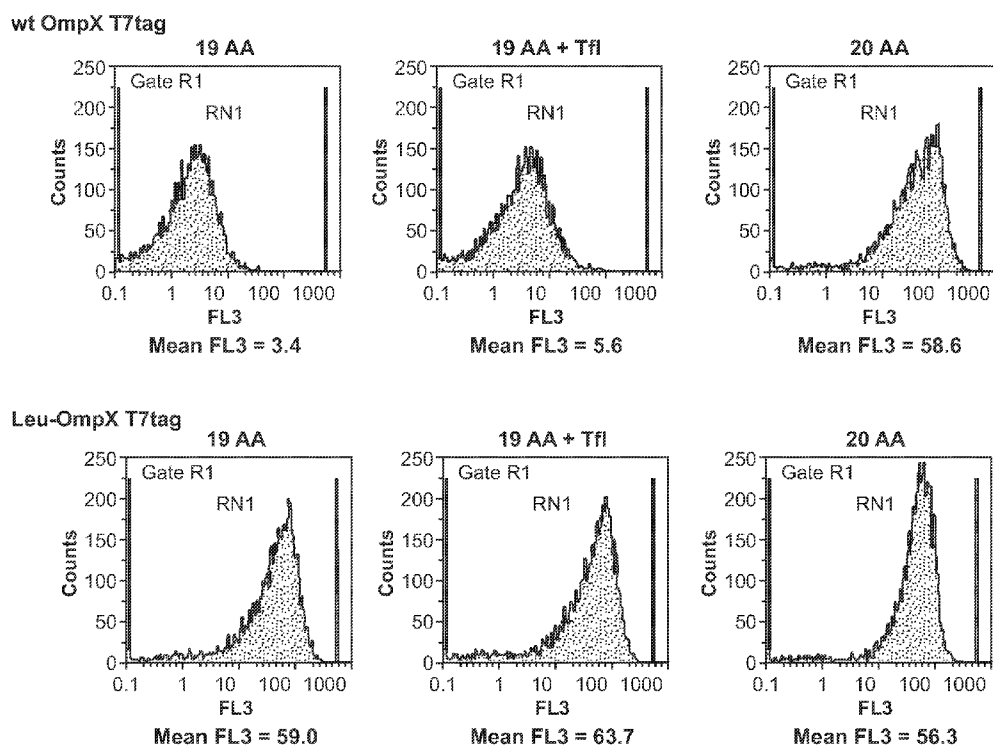 wt OmpX T7tag
19 AA
19 AA + Tfl
20 AA
250
200
150
100
50
0
Counts
Gate R1
RN1
0.1 1 10 100 1000
FL3
Mean FL3 = 3.4
250
200
150
100
50
0
Counts
Gate R1
RN1
0.1 1 10 100 1000
FL3
Mean FL3 = 5.6
250
200
150
100
50
0
Counts
Gate R1
RN1
0.1 1 20 100 1000
FL3
Mean FL3 = 58.6
Leu-OmpX T7tag
19 AA
19 AA + Tfl
20 AA
250
200
150
100
50
0
Counts
Gate R1
RN1
0.1 1 10 100 1000
FL3
Mean FL3 = 59.0
250
200
150
100
50
0
Counts
Gate R1
RN1
0.1 1 10 100 1000
FL3
Mean FL3 = 63.7
250
200
150
100
50
0
Counts
Gate R1
RN1
0.1 1 20 100 1000
FL3
Mean FL3 = 56.3